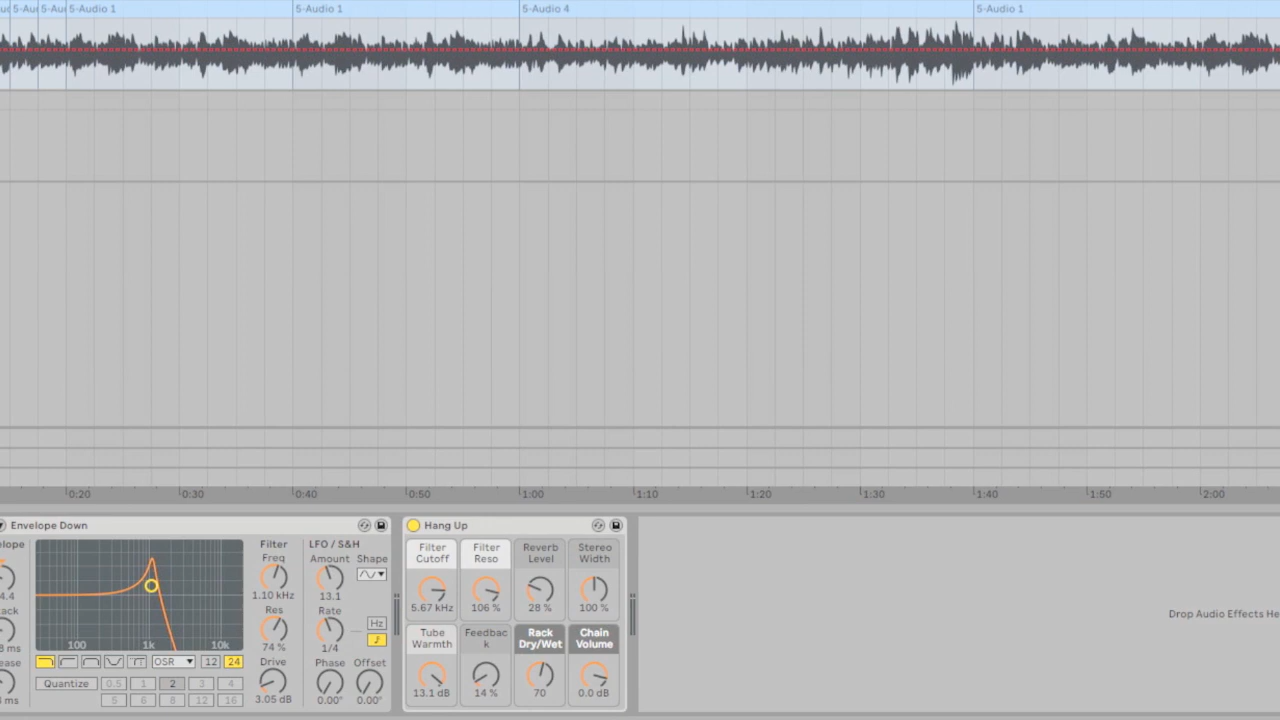 5-Audio 1
5-Audio 1
5-Audio 4
5-Audio 1
0:20
0:30
0:40
0:50
1:00
1:10
1:20
1:30
1:40
1:50
2:00
Envelope Down
100
1k
10k
OSR
12
24
Quantize
0.5
1
2
3
4
5
6
8
12
16
Filter
Freq
1.10 kHz
Res
74 %
Drive
3.05 dB
LFO / S&H
Amount
13.1
Shape
Rate
1/4
Hz
Phase
0.00°
Offset
0.00°
Hang Up
Filter
Cutoff
5.67 kHz
Filter
Reso
106 %
Reverb
Level
28 %
Stereo
Width
100 %
Tube
Warmth
13.1 dB
Feedbac
k
14 %
Rack
Dry/Wet
70
Chain
Volume
0.0 dB
Drop Audio Effects He